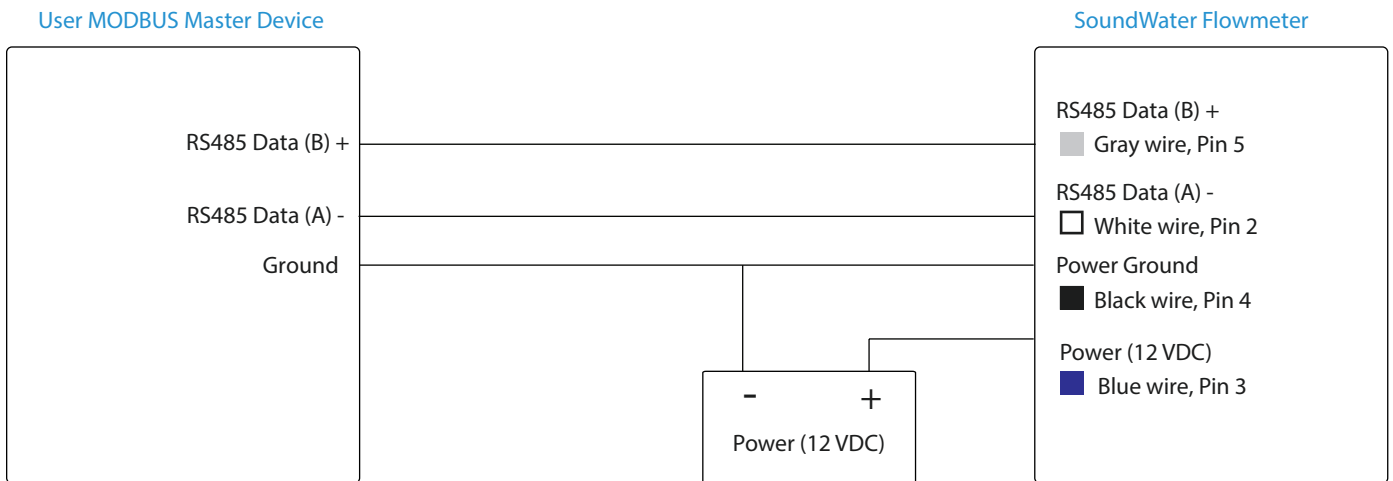 User MODBUS Master Device
SoundWater Flowmeter
RS485 Data (B) +
RS485 Data (A) -
Ground
RS485 Data (B) +
Gray wire, Pin 5
RS485 Data (A) -
White wire, Pin 2
Power Ground
Black wire, Pin 4
Power (12 VDC)
Blue wire, Pin 3
- +
Power (12 VDC)